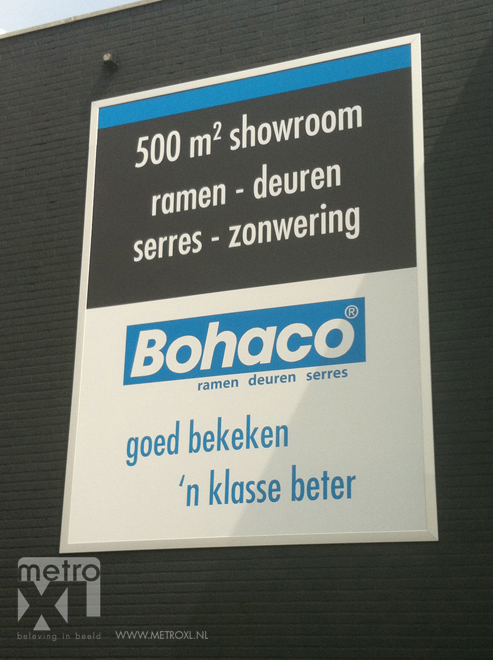 500 m² showroom
ramen - deuren
serres - zonwering
Bohaco®
ramen deuren serres
goed bekeken
'n klasse beter
metro
XL
beleving in beeld
WWW.METROXL.NL